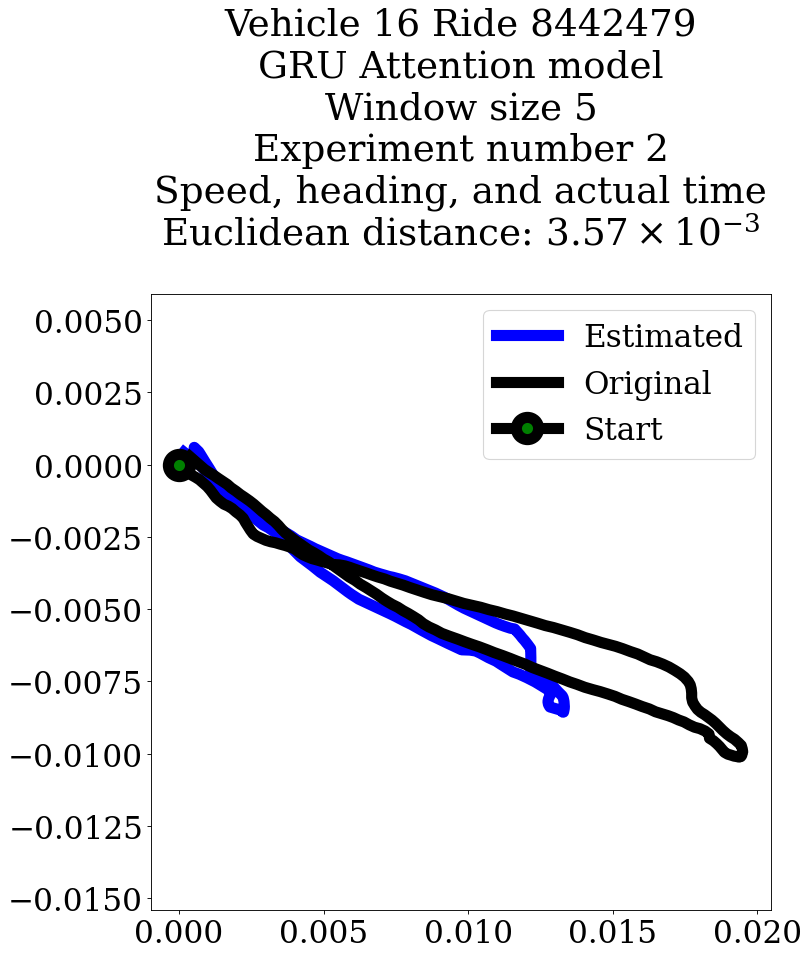 Vehicle 16 Ride 8442479
GRU Attention model
Window size 5
Experiment number 2
Speed, heading, and actual time
Euclidean distance: 3.57 × 10⁻³
Estimated
Original
Start
0.0050
0.0025
0.0000
−0.0025
−0.0050
−0.0075
−0.0100
−0.0125
−0.0150
0.000 0.005 0.010 0.015 0.020